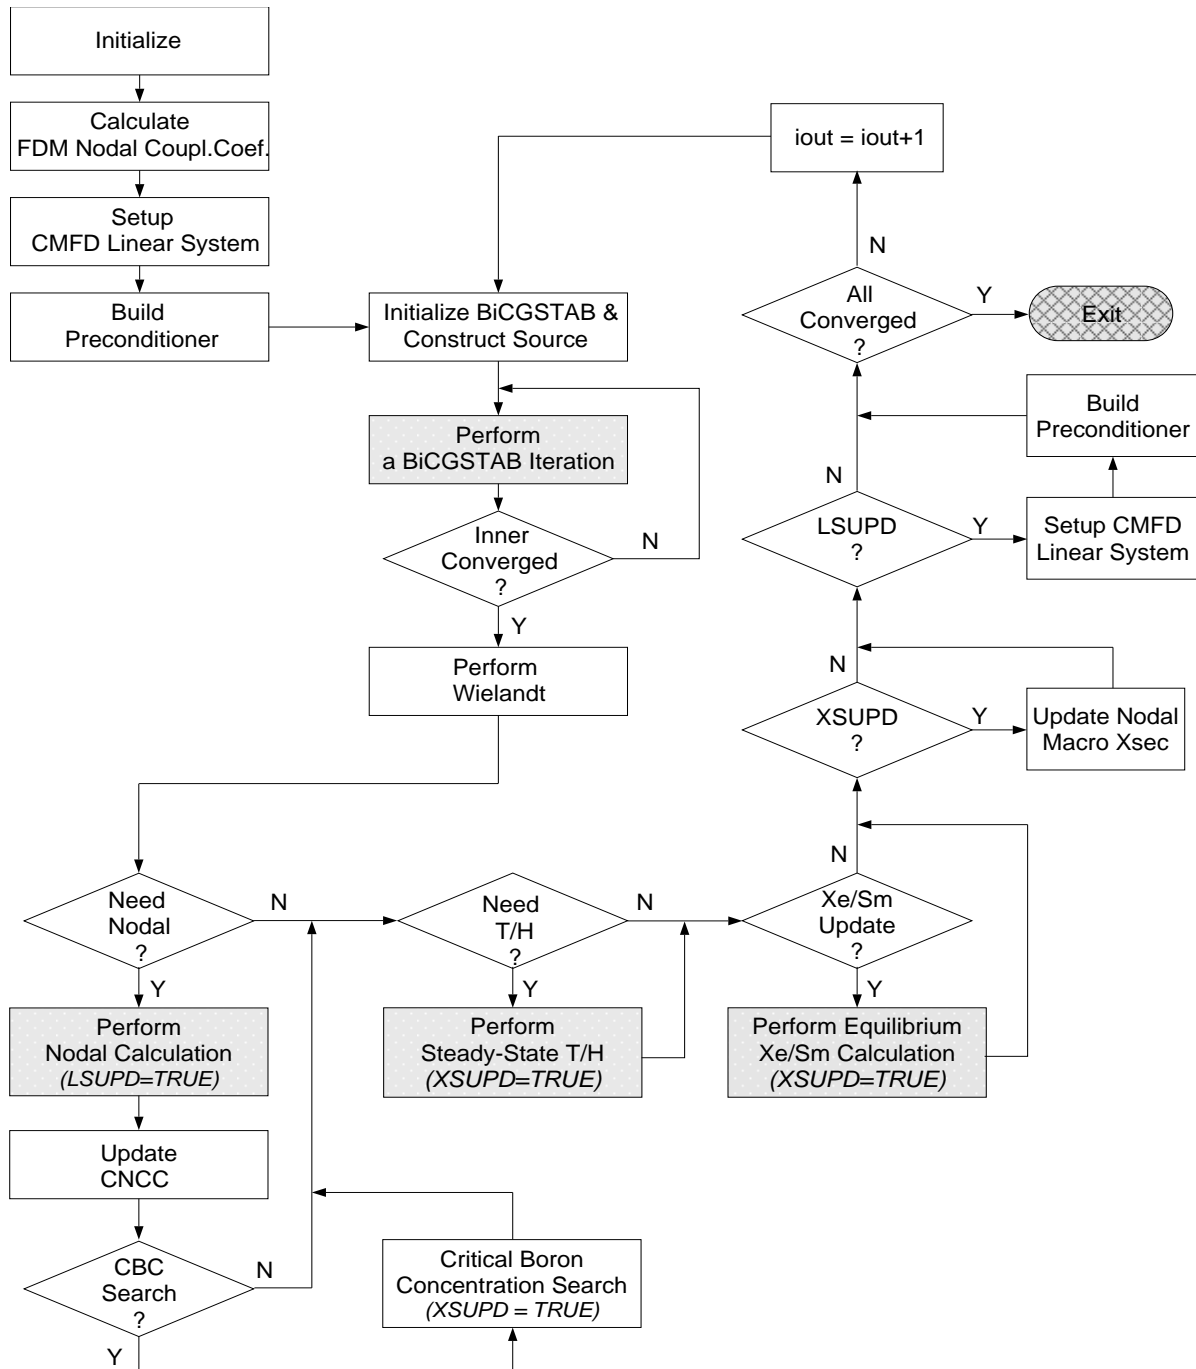 Initialize
Calculate
FDM Nodal Coupl.Coef.
Setup
CMFD Linear System
Build
Preconditioner
Initialize BiCGSTAB &
Construct Source
Perform
a BiCGSTAB Iteration
Inner
Converged
?
N
Y
Perform
Wielandt
Need
Nodal
?
N
Y
Perform
Nodal Calculation
(LSUPD=TRUE)
Update
CNCC
CBC
Search
?
N
Y
Critical Boron
Concentration Search
(XSUPD = TRUE)
Need
T/H
?
N
Y
Perform
Steady-State T/H
(XSUPD=TRUE)
Xe/Sm
Update
?
N
Y
Perform Equilibrium
Xe/Sm Calculation
(XSUPD=TRUE)
XSUPD
?
N
Y
Update Nodal
Macro Xsec
LSUPD
?
N
Y
Setup CMFD
Linear System
Build
Preconditioner
All
Converged
?
N
Y
Exit
iout = iout+1